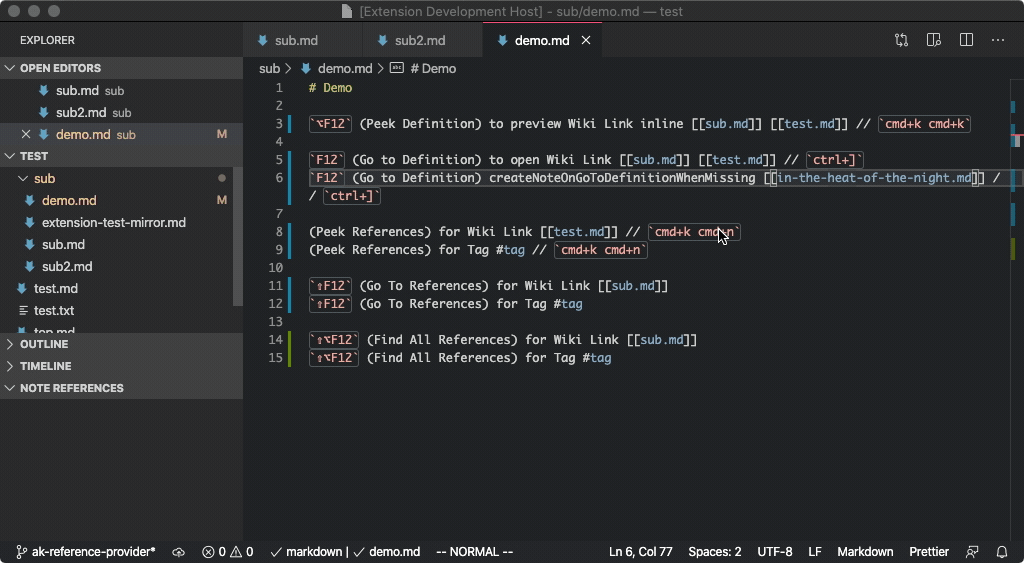 [Extension Development Host] - sub/demo.md — test
EXPLORER
sub.md
sub2.md
demo.md
OPEN EDITORS
sub.md sub
sub2.md sub
demo.md sub M
TEST
sub
demo.md M
extension-test-mirror.md
sub.md
sub2.md
test.md
test.txt
top.md
OUTLINE
TIMELINE
NOTE REFERENCES
sub > demo.md > abc # Demo
1 # Demo
2
3 `⌥F12` (Peek Definition) to preview Wiki Link inline [[sub.md]] [[test.md]] // `cmd+k cmd+k`
4
5 `F12` (Go to Definition) to open Wiki Link [[sub.md]] [[test.md]] // `ctrl+]`
6 `F12` (Go to Definition) createNoteOnGoToDefinitionWhenMissing [[in-the-heat-of-the-night.md]] /
/ `ctrl+]`
7
8 (Peek References) for Wiki Link [[test.md]] // `cmd+k cmd+n`
9 (Peek References) for Tag #tag // `cmd+k cmd+n`
10
11 `⇧F12` (Go To References) for Wiki Link [[sub.md]]
12 `⇧F12` (Go To References) for Tag #tag
13
14 `⇧⌥F12` (Find All References) for Wiki Link [[sub.md]]
15 `⇧⌥F12` (Find All References) for Tag #tag
ak-reference-provider* 0 0 ✓ markdown | ✓ demo.md -- NORMAL -- Ln 6, Col 77 Spaces: 2 UTF-8 LF Markdown Prettier